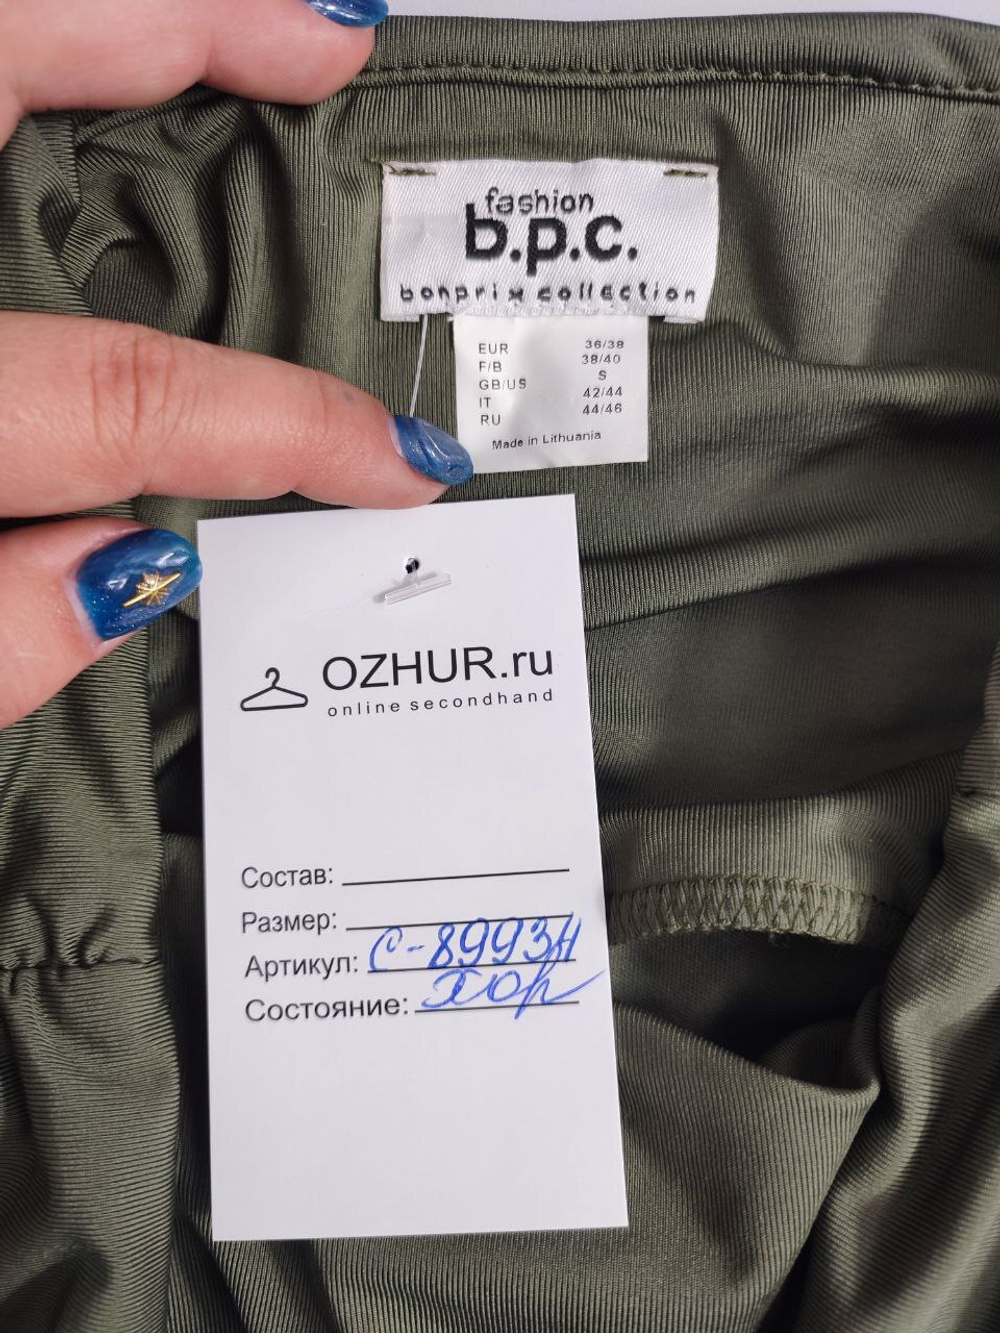 fashion
b.p.c.
bonprix collection
EUR 36/38
F/B 38/40
GB/US S
IT 42/44
RU 44/46
Made in Lithuania
OZHUR.ru
online secondhand
Состав:
Размер:
Артикул: С-8993Н
Состояние: хор